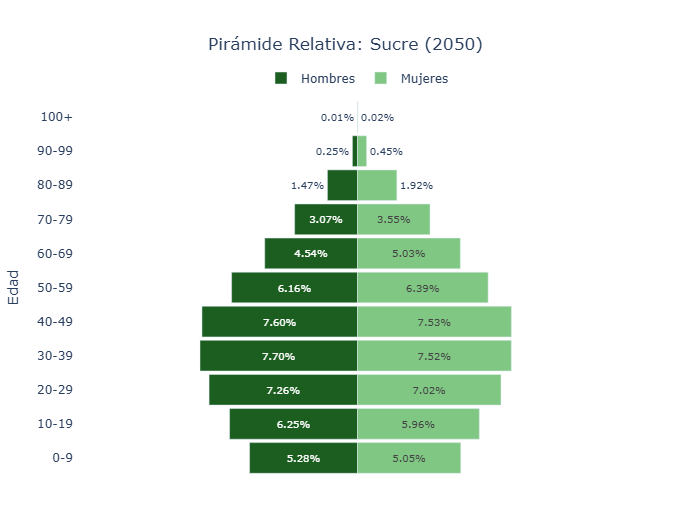 Pirámide Relativa: Sucre (2050)
Hombres Mujeres
Edad
100+ 0.01% 0.02%
90-99 0.25% 0.45%
80-89 1.47% 1.92%
70-79 3.07% 3.55%
60-69 4.54% 5.03%
50-59 6.16% 6.39%
40-49 7.60% 7.53%
30-39 7.70% 7.52%
20-29 7.26% 7.02%
10-19 6.25% 5.96%
0-9 5.28% 5.05%